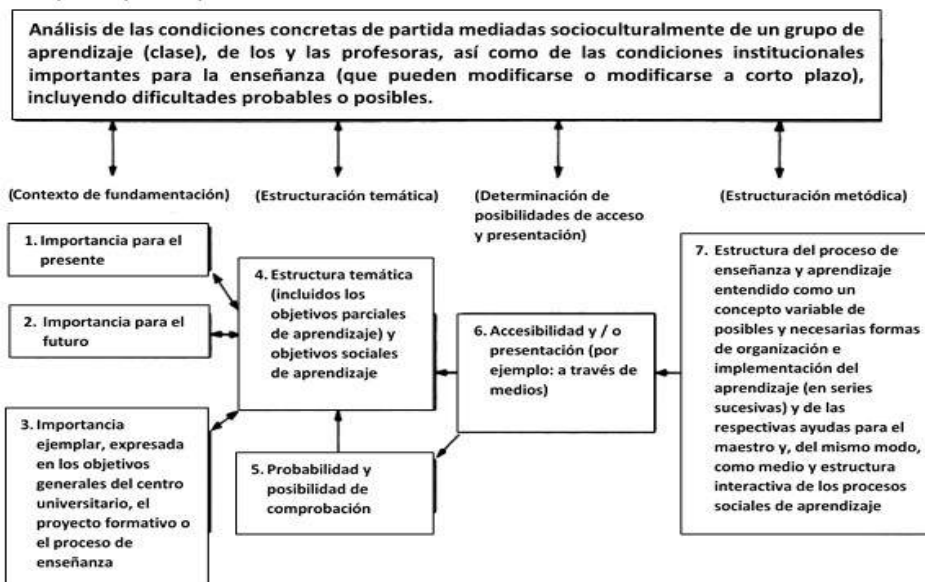 Análisis de las condiciones concretas de partida mediadas socioculturalmente de un grupo de
aprendizaje (clase), de los y las profesoras, así como de las condiciones institucionales
importantes para la enseñanza (que pueden modificarse o modificarse a corto plazo),
incluyendo dificultades probables o posibles.
(Contexto de fundamentación)
(Estructuración temática)
(Determinación de
posibilidades de acceso
y presentación)
(Estructuración metódica)
1. Importancia para el
presente
2. Importancia para el
futuro
3. Importancia
ejemplar, expresada
en los objetivos
generales del centro
universitario, el
proyecto formativo o
el proceso de
enseñanza
4. Estructura temática
(incluidos los
objetivos parciales
de aprendizaje) y
objetivos sociales
de aprendizaje
5. Probabilidad y
posibilidad de
comprobación
6. Accesibilidad y / o
presentación (por
ejemplo: a través de
medios)
7. Estructura del proceso de
enseñanza y aprendizaje
entendido como un
concepto variable de
posibles y necesarias formas
de organización e
implementación del
aprendizaje (en series
sucesivas) y de las
respectivas ayudas para el
maestro y, del mismo modo,
como medio y estructura
interactiva de los procesos
sociales de aprendizaje